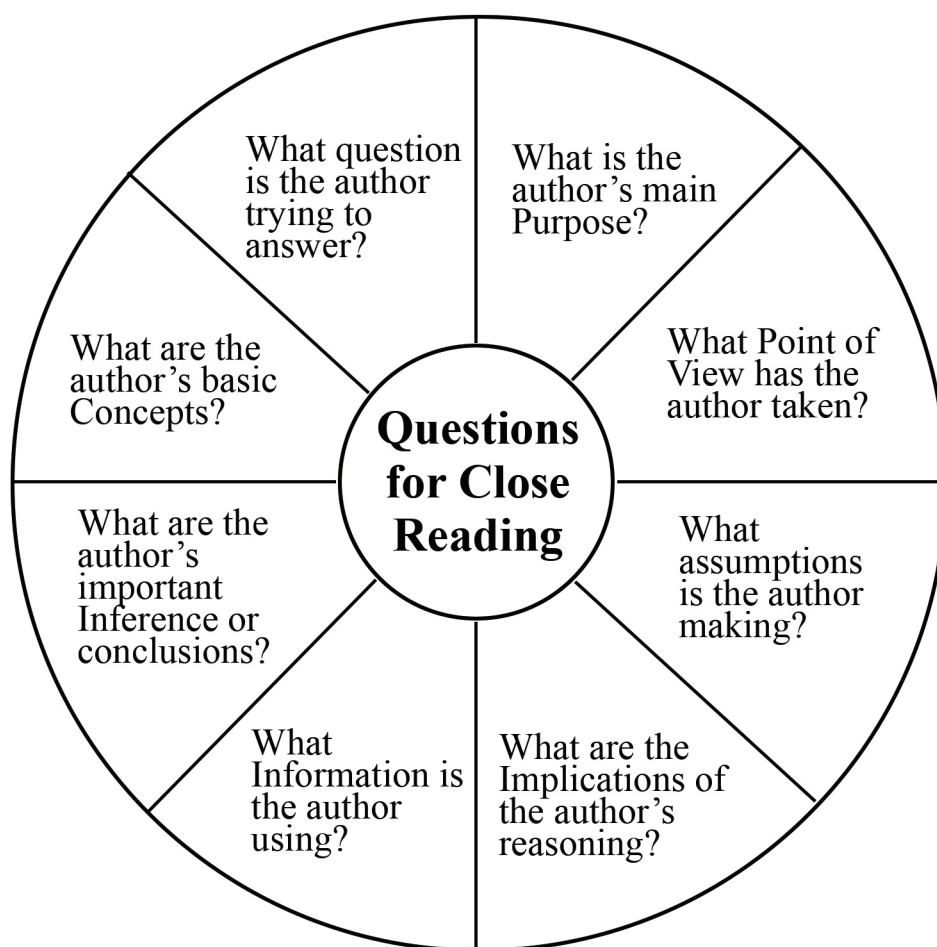 What question
is the author
trying to
answer?
What is the
author’s main
Purpose?
What Point of
View has the
author taken?
What
assumptions
is the author
making?
What are the
Implications of
the author’s
reasoning?
What
Information is
the author
using?
What are the
author’s
important
Inference or
conclusions?
What are the
author’s basic
Concepts?
Questions
for Close
Reading